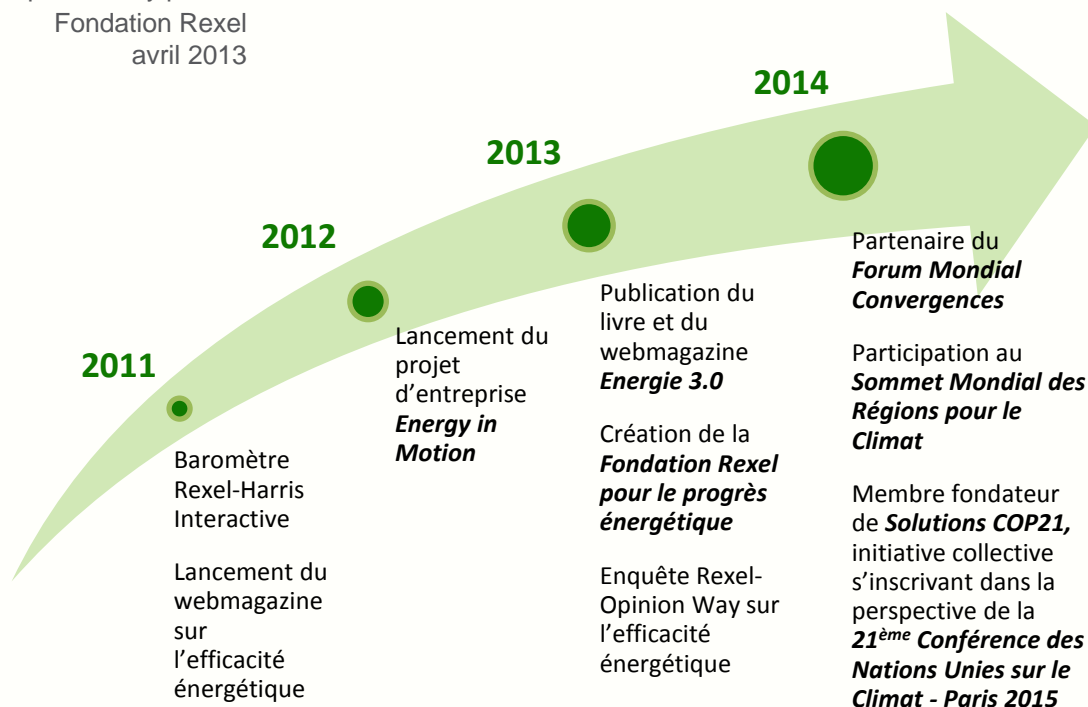 Fondation Rexel
avril 2013
2011
Baromètre
Rexel-Harris
Interactive
Lancement du
webmagazine
sur
l’efficacité
énergétique
2012
Lancement du
projet
d’entreprise
Energy in
Motion
2013
Publication du
livre et du
webmagazine
Energie 3.0
Création de la
Fondation Rexel
pour le progrès
énergétique
Enquête Rexel-
Opinion Way sur
l’efficacité
énergétique
2014
Partenaire du
Forum Mondial
Convergences
Participation au
Sommet Mondial des
Régions pour le
Climat
Membre fondateur
de Solutions COP21,
initiative collective
s’inscrivant dans la
perspective de la
21ème Conférence des
Nations Unies sur le
Climat - Paris 2015